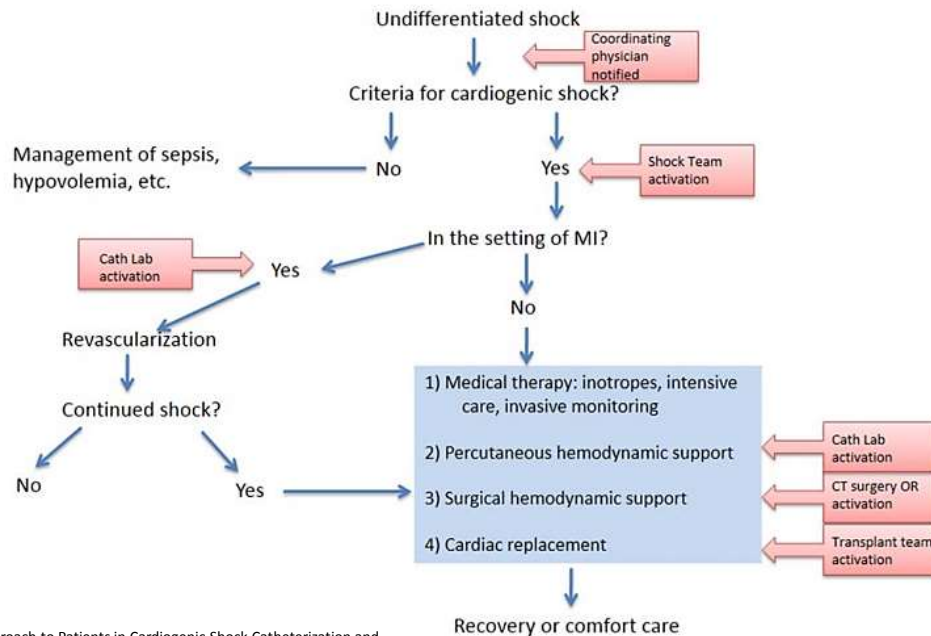 Undifferentiated shock
Coordinating
physician
notified
Criteria for cardiogenic shock?
Management of sepsis,
hypovolemia, etc.
No
Yes
Shock Team
activation
In the setting of MI?
Cath Lab
activation
Yes
No
Revascularization
Continued shock?
No
Yes
1) Medical therapy: inotropes, intensive
care, invasive monitoring
2) Percutaneous hemodynamic support
3) Surgical hemodynamic support
4) Cardiac replacement
Cath Lab
activation
CT surgery OR
activation
Transplant team
activation
Recovery or comfort care